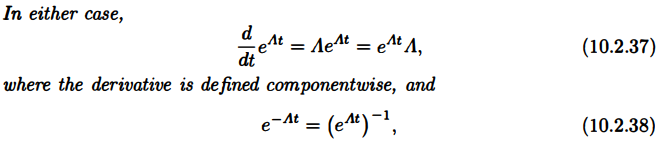 In either case,
d/dt e^{Λt} = Λe^{Λt} = e^{Λt} Λ, (10.2.37)
where the derivative is defined componentwise, and
e^{-Λt} = (e^{Λt})^{-1}, (10.2.38)